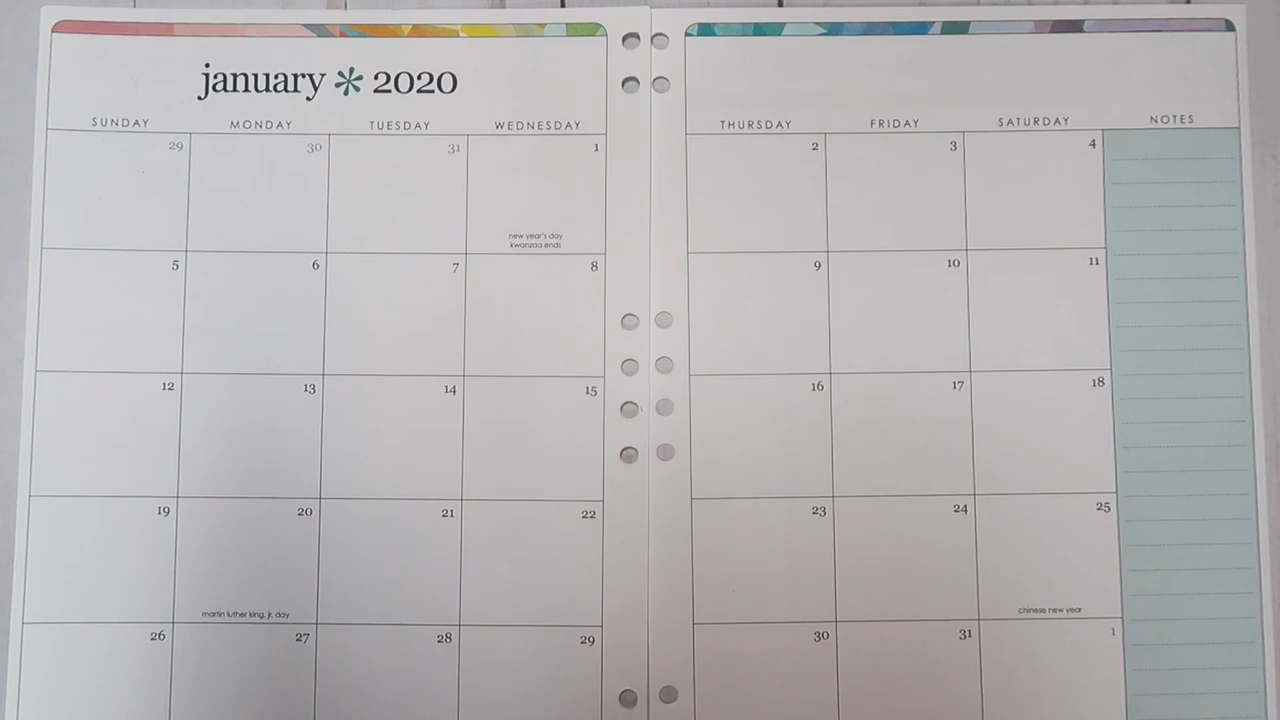 january * 2020
SUNDAY MONDAY TUESDAY WEDNESDAY THURSDAY FRIDAY SATURDAY NOTES
29 30 31 1 2 3 4
new year's day
kwanzaa ends
5 6 7 8 9 10 11
12 13 14 15 16 17 18
19 20 21 22 23 24 25
martin luther king, jr. day chinese new year
26 27 28 29 30 31 1